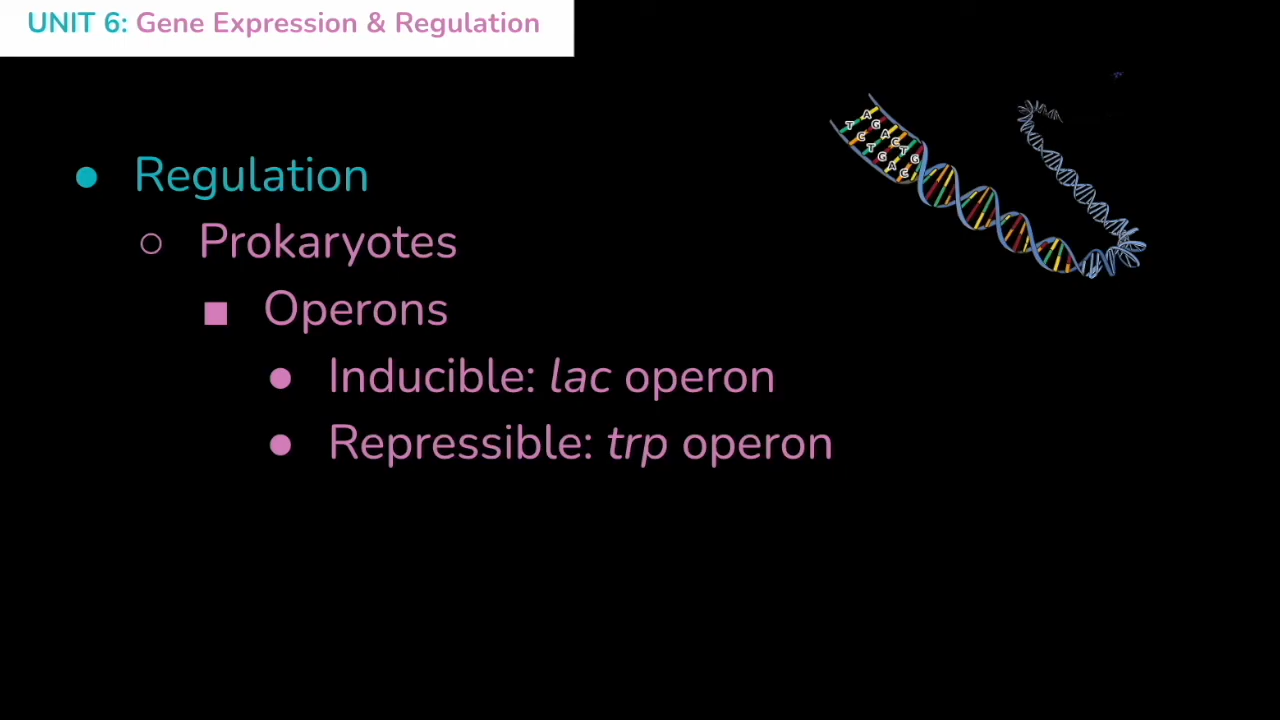 UNIT 6: Gene Expression & Regulation
● Regulation
○ Prokaryotes
■ Operons
● Inducible: lac operon
● Repressible: trp operon
T A
C G
T A
G C
A T
C G